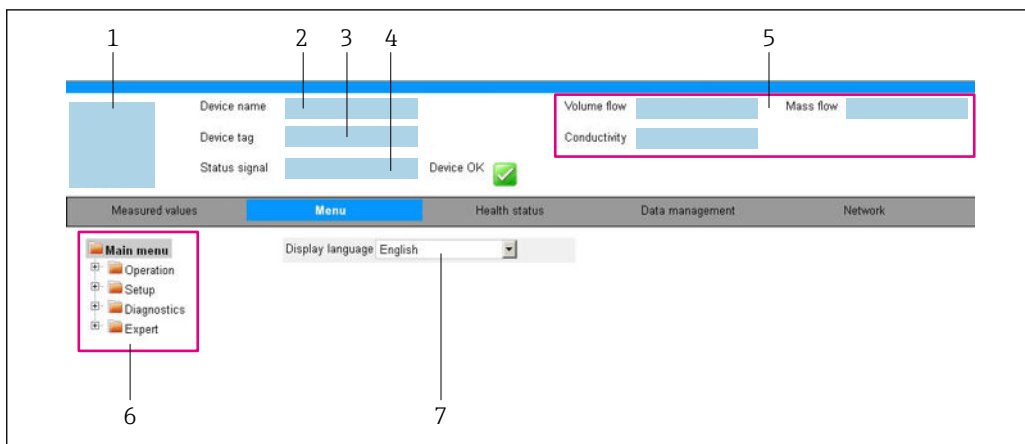 1 2 3 4 5
Device name Volume flow Mass flow
Device tag Conductivity
Status signal Device OK
Measured values Menu Health status Data management Network
Main menu Display language English
Operation
Setup
Diagnostics
Expert
6 7